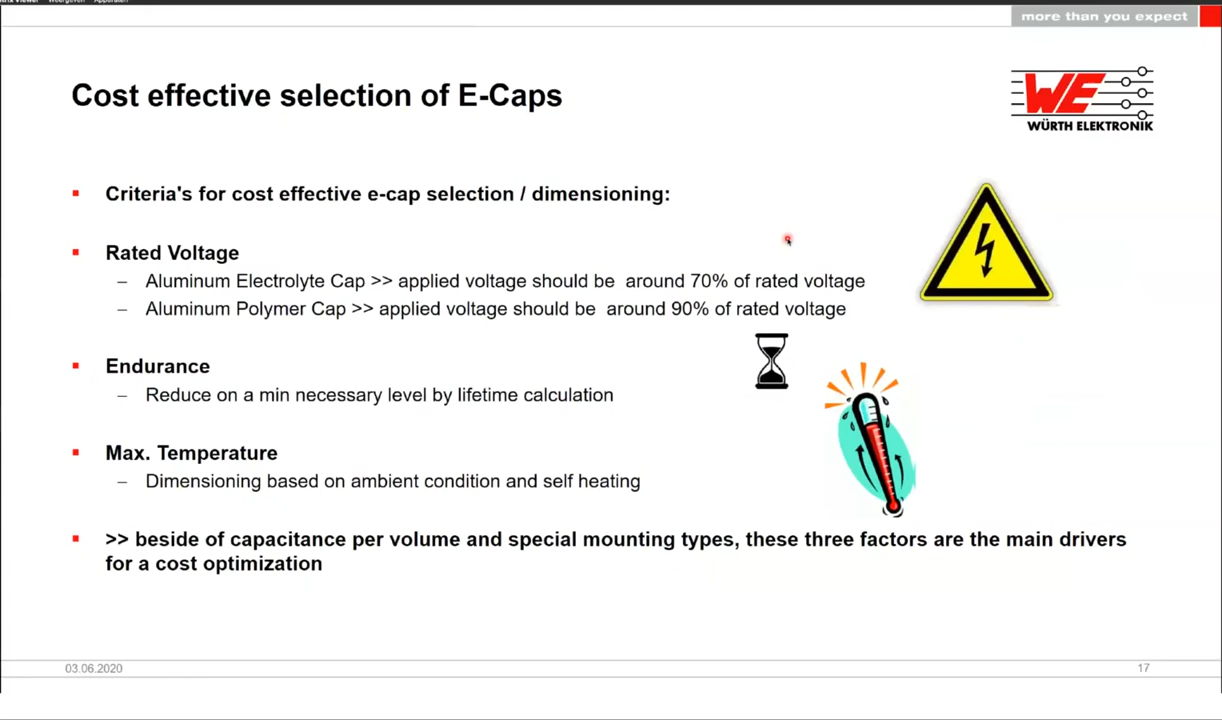 more than you expect
Cost effective selection of E-Caps
WE
WÜRTH ELEKTRONIK
Criteria's for cost effective e-cap selection / dimensioning:
Rated Voltage
– Aluminum Electrolyte Cap >> applied voltage should be around 70% of rated voltage
– Aluminum Polymer Cap >> applied voltage should be around 90% of rated voltage
Endurance
– Reduce on a min necessary level by lifetime calculation
Max. Temperature
– Dimensioning based on ambient condition and self heating
>> beside of capacitance per volume and special mounting types, these three factors are the main drivers
for a cost optimization
03.06.2020
17